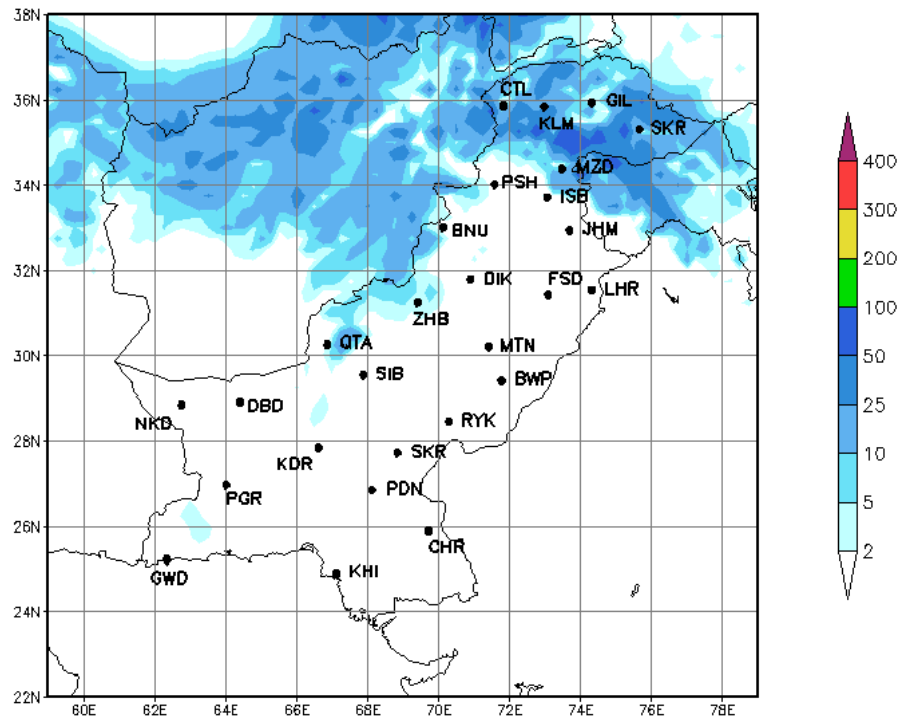 38N
36N
34N
32N
30N
28N
26N
24N
22N
60E 62E 64E 66E 68E 70E 72E 74E 76E 78E
CTL
GIL
KLM
SKR
MZD
PSH
ISB
BNU
JHM
DIK
FSD
LHR
ZHB
QTA
MTN
SIB
BWP
NKD
DBD
RYK
KDR
SKR
PGR
PDN
CHR
GWD
KHI
400
300
200
100
50
25
10
5
2